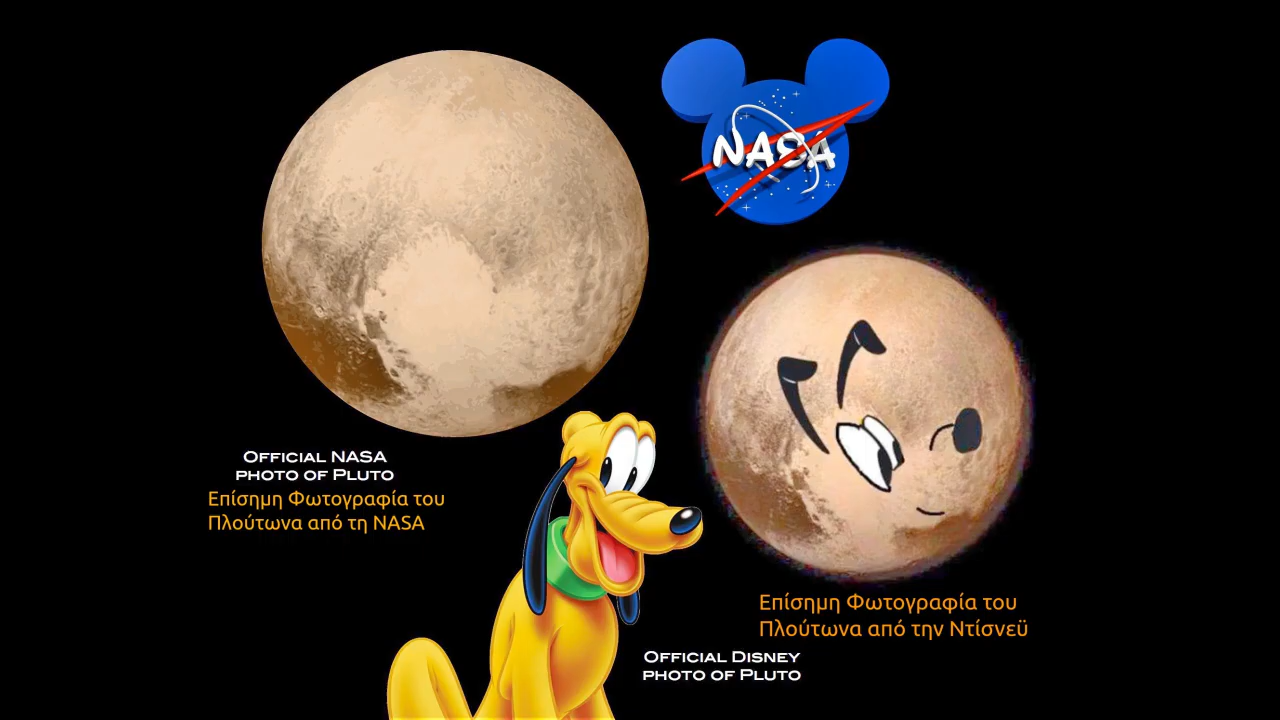 NASA
Official NASA
photo of Pluto
Επίσημη Φωτογραφία του
Πλούτωνα από τη NASA
Επίσημη Φωτογραφία του
Πλούτωνα από την Ντίσνεϋ
Official Disney
photo of Pluto